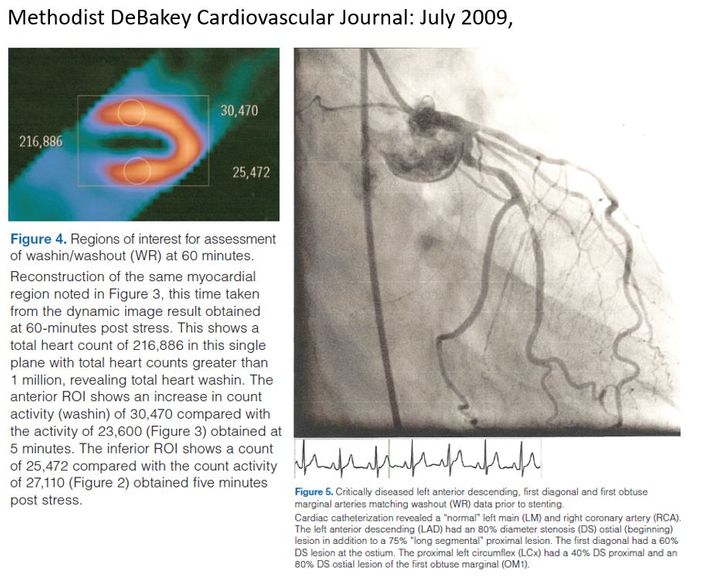 Methodist DeBakey Cardiovascular Journal: July 2009,
30,470
216,886
25,472
Figure 4. Regions of interest for assessment
of washin/washout (WR) at 60 minutes.
Reconstruction of the same myocardial
region noted in Figure 3, this time taken
from the dynamic image result obtained
at 60-minutes post stress. This shows a
total heart count of 216,886 in this single
plane with total heart counts greater than
1 million, revealing total heart washin. The
anterior ROI shows an increase in count
activity (washin) of 30,470 compared with
the activity of 23,600 (Figure 3) obtained at
5 minutes. The inferior ROI shows a count
of 25,472 compared with the count activity
of 27,110 (Figure 2) obtained five minutes
post stress.
Figure 5. Critically diseased left anterior descending, first diagonal and first obtuse
marginal arteries matching washout (WR) data prior to stenting.
Cardiac catheterization revealed a "normal" left main (LM) and right coronary artery (RCA).
The left anterior descending (LAD) had an 80% diameter stenosis (DS) ostial (beginning)
lesion in addition to a 75% "long segmental" proximal lesion. The first diagonal had a 60%
DS lesion at the ostium. The proximal left circumflex (LCx) had a 40% DS proximal and an
80% DS ostial lesion of the first obtuse marginal (OM1).